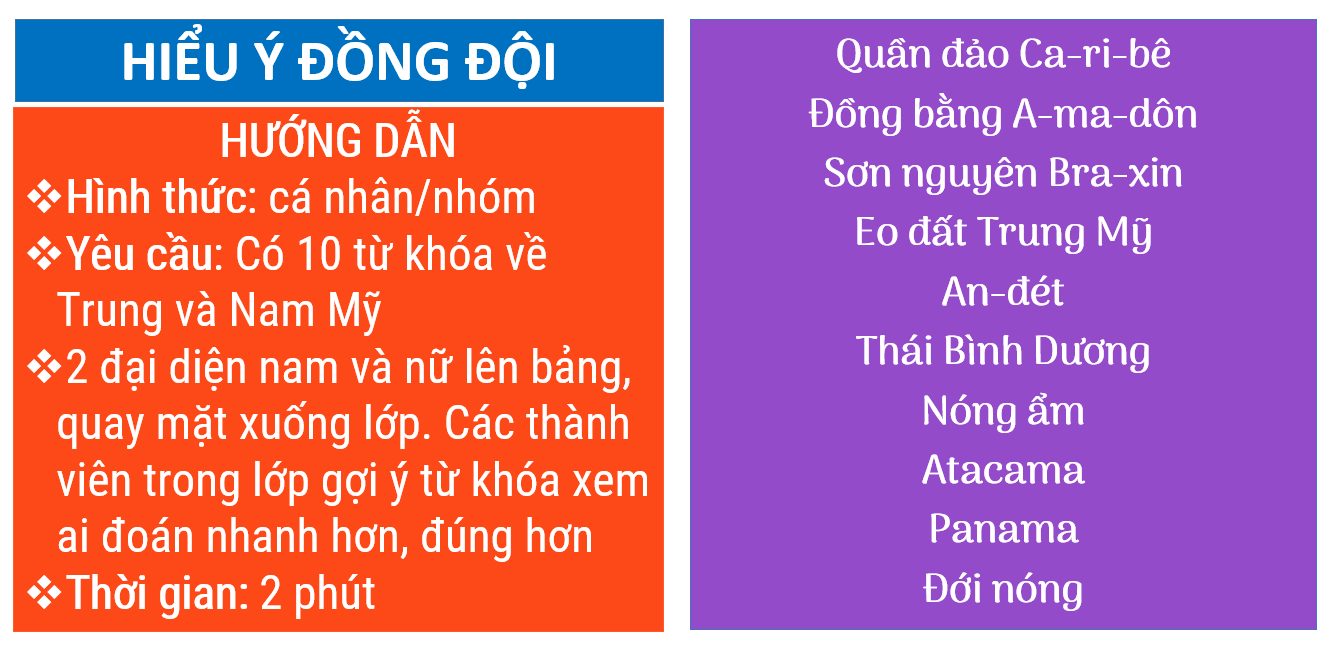 HIỂU Ý ĐỒNG ĐỘI
HƯỚNG DẪN
❖Hình thức: cá nhân/nhóm
❖Yêu cầu: Có 10 từ khóa về
Trung và Nam Mỹ
❖2 đại diện nam và nữ lên bảng,
quay mặt xuống lớp. Các thành
viên trong lớp gợi ý từ khóa xem
ai đoán nhanh hơn, đúng hơn
❖Thời gian: 2 phút
Quần đảo Ca-ri-bê
Đồng bằng A-ma-dôn
Sơn nguyên Bra-xin
Eo đất Trung Mỹ
An-đét
Thái Bình Dương
Nóng ẩm
Atacama
Panama
Đới nóng